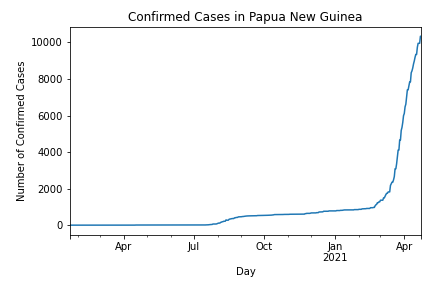 Confirmed Cases in Papua New Guinea
10000
8000
6000
4000
2000
0
Number of Confirmed Cases
Apr Jul Oct Jan Apr
2021
Day